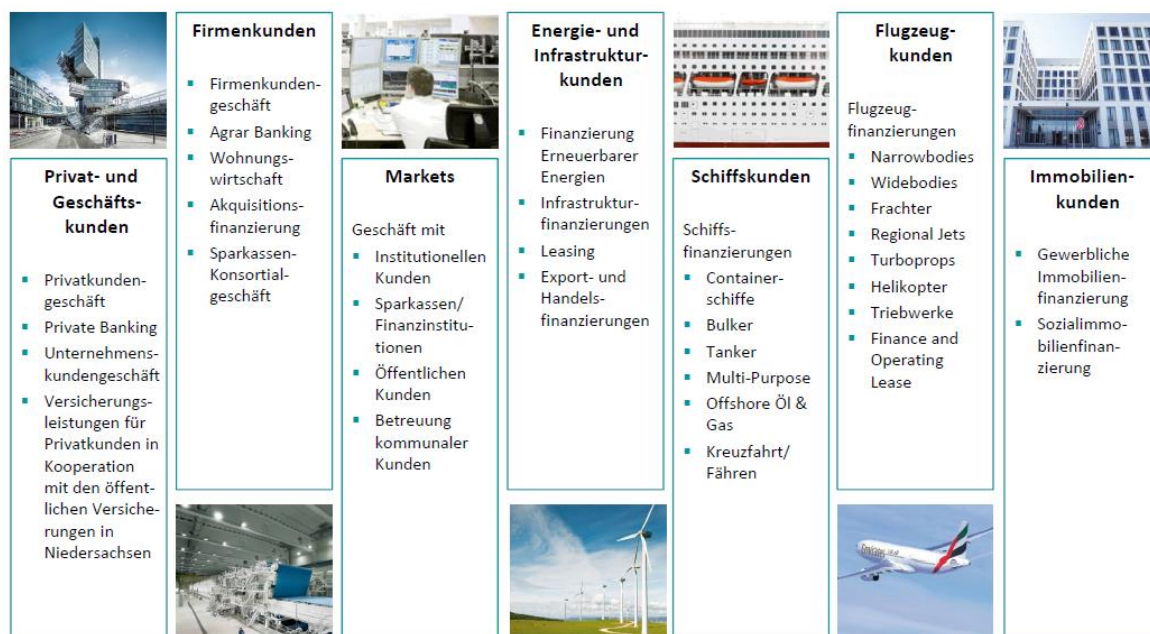 Privat- und
Geschäfts-
kunden
Privatkunden-
geschäft
Private Banking
Unternehmens-
kundengeschäft
Versicherungs-
leistungen für
Privatkunden in
Kooperation
mit den öffent-
lichen Versiche-
rungen in
Niedersachsen
Firmenkunden
Firmenkunden-
geschäft
Agrar Banking
Wohnungs-
wirtschaft
Akquisitions-
finanzierung
Sparkassen-
Konsortial-
geschäft
Markets
Geschäft mit
Institutionellen
Kunden
Sparkassen/
Finanzinstitu-
tionen
Öffentlichen
Kunden
Betreuung
kommunaler
Kunden
Energie- und
Infrastruktur-
kunden
Finanzierung
Erneuerbarer
Energien
Infrastruktur-
finanzierungen
Leasing
Export- und
Handels-
finanzierungen
Schiffskunden
Schiffs-
finanzierungen
Container-
schiffe
Bulker
Tanker
Multi-Purpose
Offshore Öl &
Gas
Kreuzfahrt/
Fähren
Flugzeug-
kunden
Flugzeug-
finanzierungen
Narrowbodies
Widebodies
Frachter
Regional Jets
Turboprops
Helikopter
Triebwerke
Finance and
Operating
Lease
Emirates
Immobilien-
kunden
Gewerbliche
Immobilien-
finanzierung
Sozialimmo-
bilienfinan-
zierung